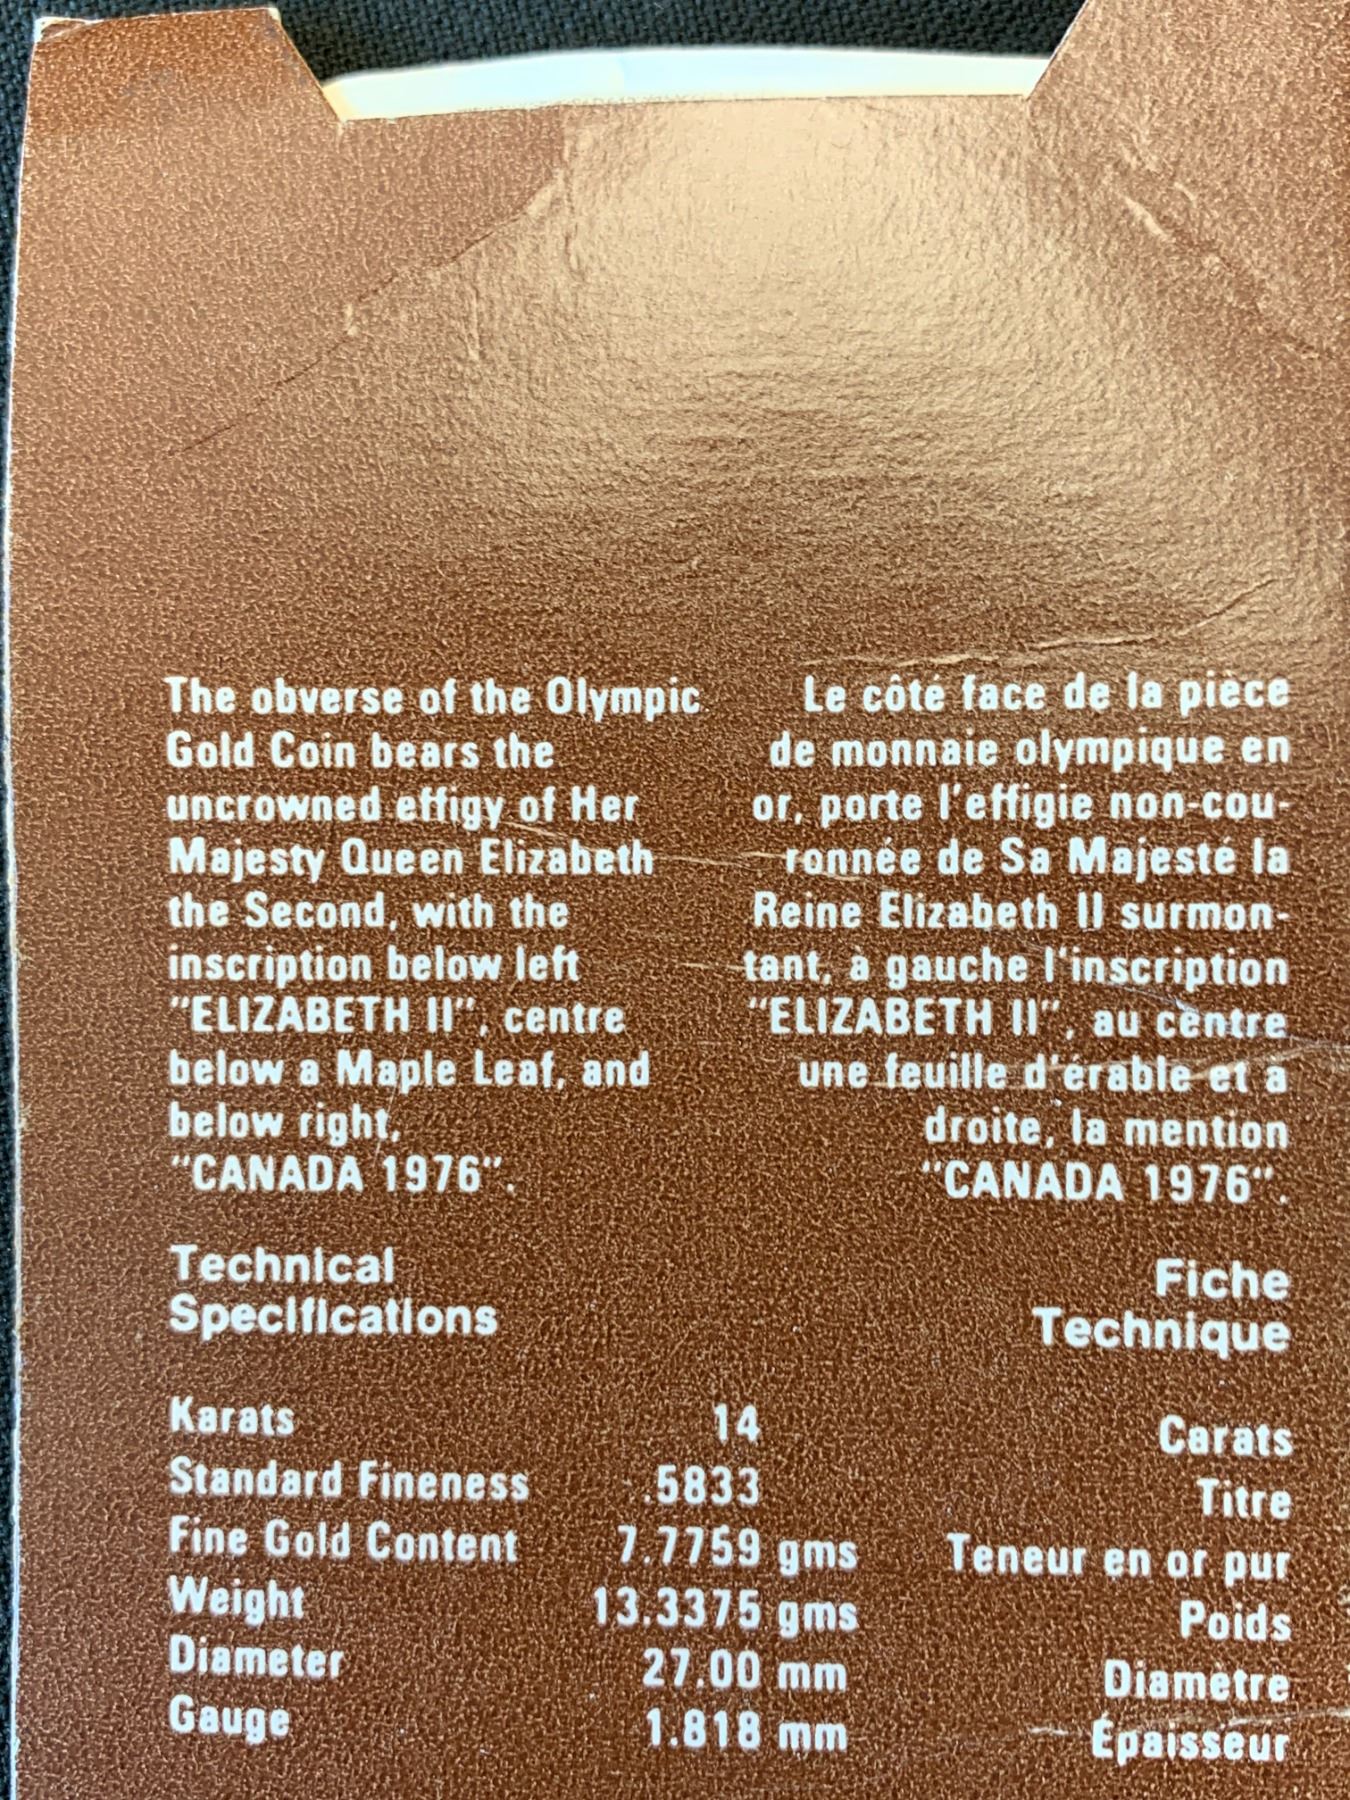 The obverse of the Olympic
Gold Coin bears the
uncrowned effigy of Her
Majesty Queen Elizabeth
the Second, with the
inscription below left
"ELIZABETH II", centre
below a Maple Leaf, and
below right,
"CANADA 1976".
Le côté face de la pièce
de monnaie olympique en
or, porte l'effigie non-cou-
ronnée de Sa Majesté la
Reine Elizabeth II surmon-
tant, à gauche l'inscription
"ELIZABETH II", au centre
une feuille d'érable et à
droite, la mention
"CANADA 1976".
Technical
Specifications
Fiche
Technique
Karats 14 Carats
Standard Fineness .5833 Titre
Fine Gold Content 7.7759 gms Teneur en or pur
Weight 13.3375 gms Poids
Diameter 27.00 mm Diamètre
Gauge 1.818 mm Épaisseur